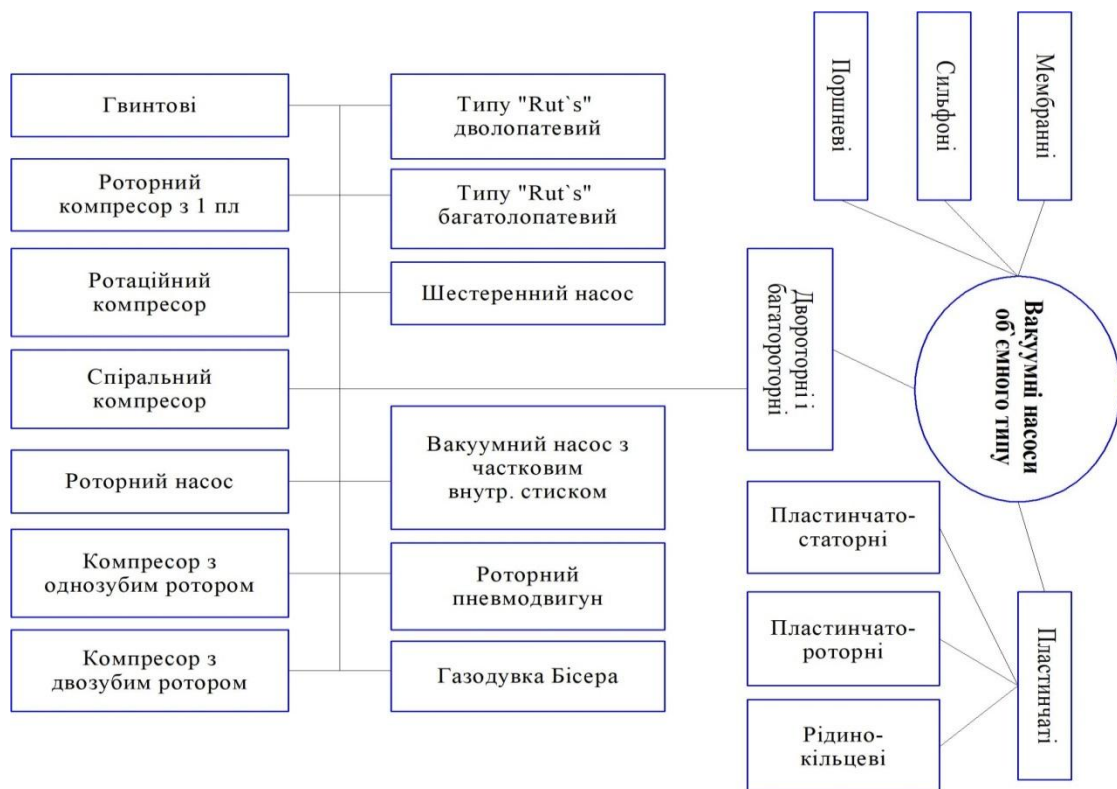 Гвинтові
Роторний
компресор з 1 пл
Ротаційний
компресор
Спіральний
компресор
Роторний насос
Компресор з
однозубим ротором
Компресор з
двозубим ротором
Типу "Rut`s"
дволопатевий
Типу "Rut`s"
багатолопатевий
Шестеренний насос
Вакуумний насос з
частковим
внутр. стиском
Роторний
пневмодвигун
Газодувка Бісера
Двороторні і
багатороторні
Поршневі
Сильфоні
Мембранні
Вакуумні насоси
об`ємного типу
Пластинчато-
статорні
Пластинчато-
роторні
Рідино-
кільцеві
Пластинчаті